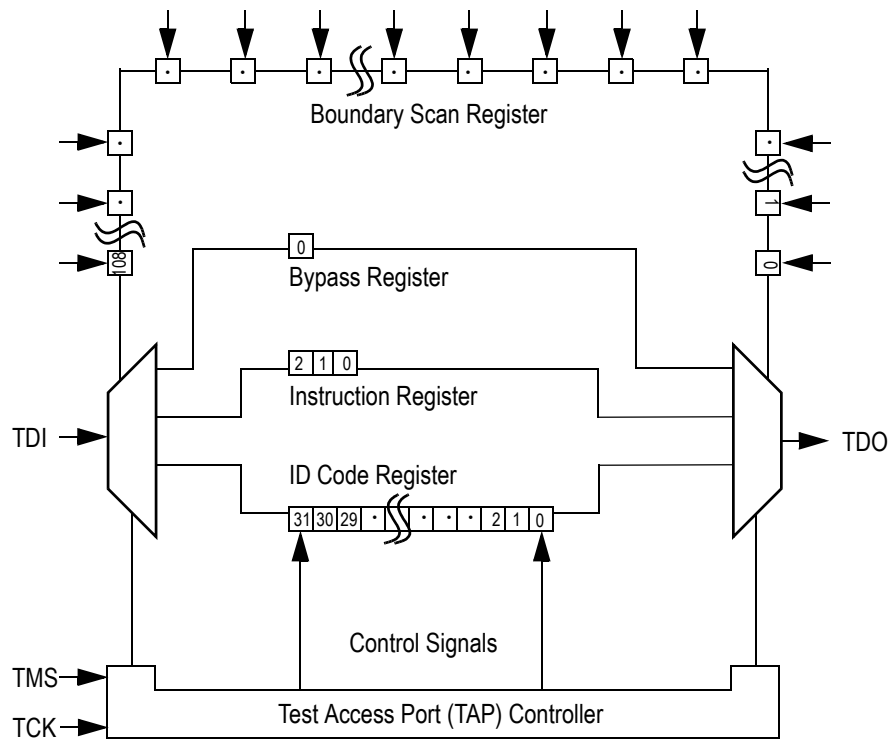 Boundary Scan Register
1
108
0
0
Bypass Register
2 1 0
Instruction Register
TDI
TDO
ID Code Register
31 30 29 · · · · 2 1 0
Control Signals
TMS
Test Access Port (TAP) Controller
TCK